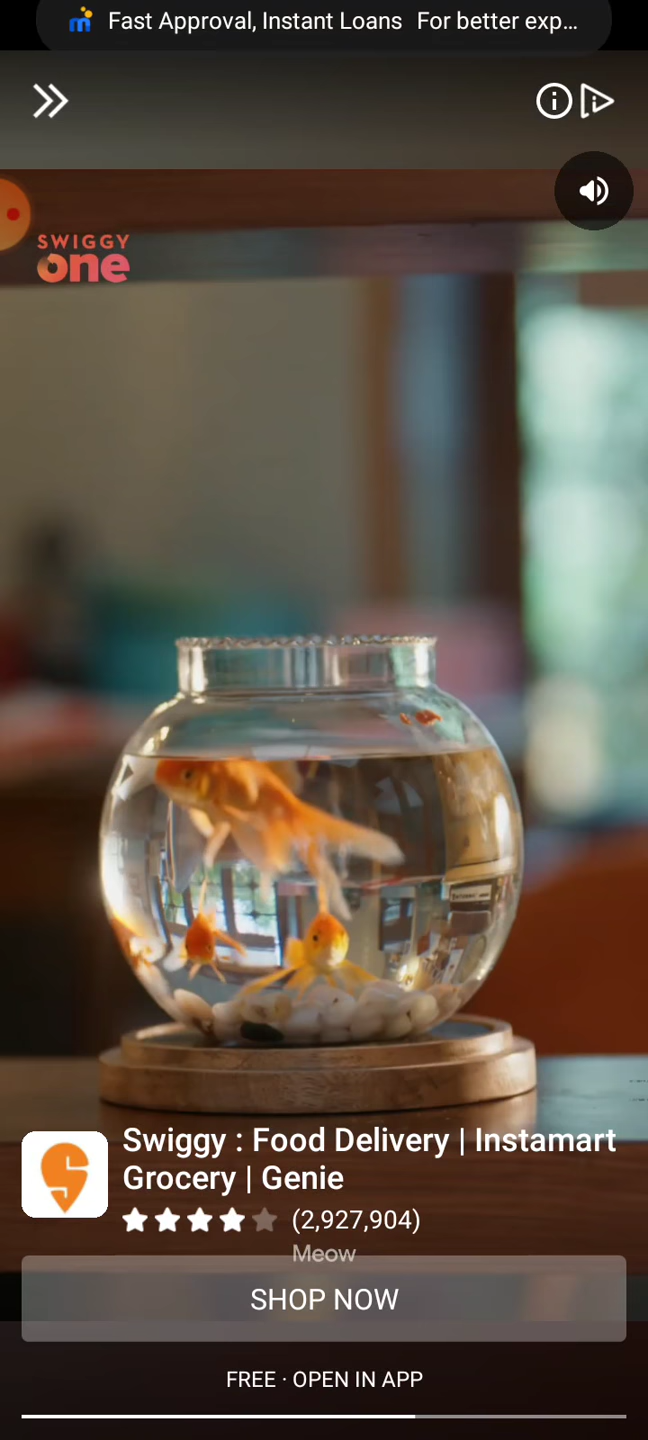 Fast Approval, Instant Loans For better exp...
SWIGGY
one
Swiggy : Food Delivery | Instamart
Grocery | Genie
(2,927,904)
Meow
SHOP NOW
FREE · OPEN IN APP